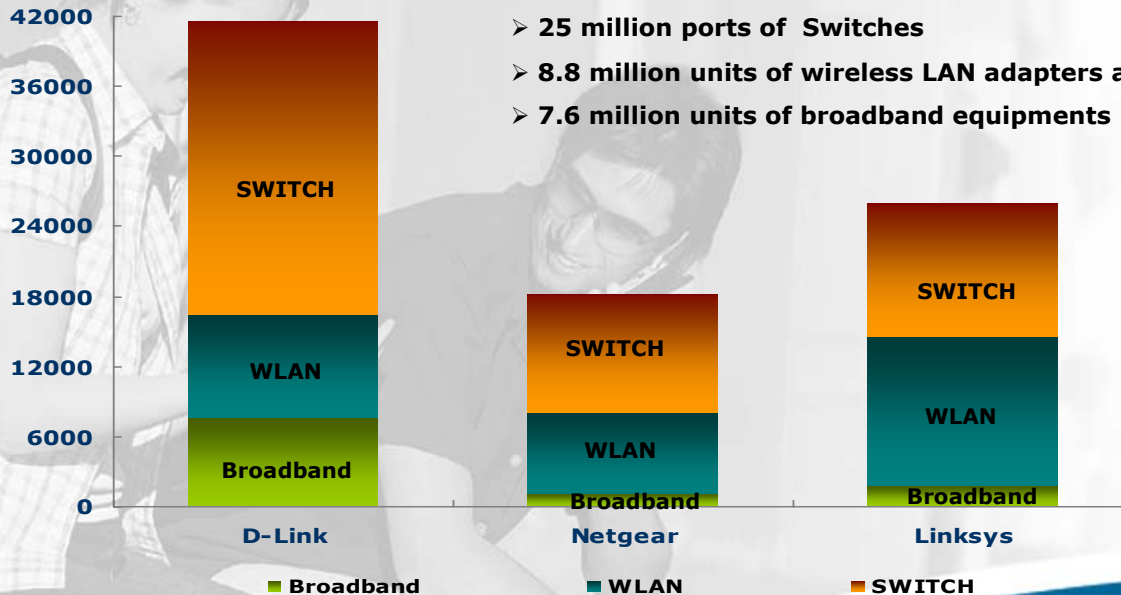 42000
36000
30000
24000
18000
12000
6000
0
➢ 25 million ports of Switches
➢ 8.8 million units of wireless LAN adapters
➢ 7.6 million units of broadband equipments
SWITCH
WLAN
Broadband
SWITCH
WLAN
Broadband
SWITCH
WLAN
Broadband
D-Link
Netgear
Linksys
Broadband WLAN SWITCH